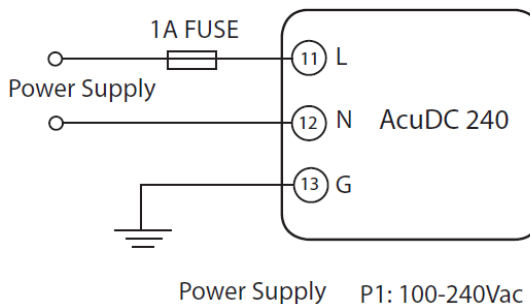 1A FUSE
11 L
Power Supply
12 N AcuDC 240
13 G
Power Supply P1: 100-240Vac